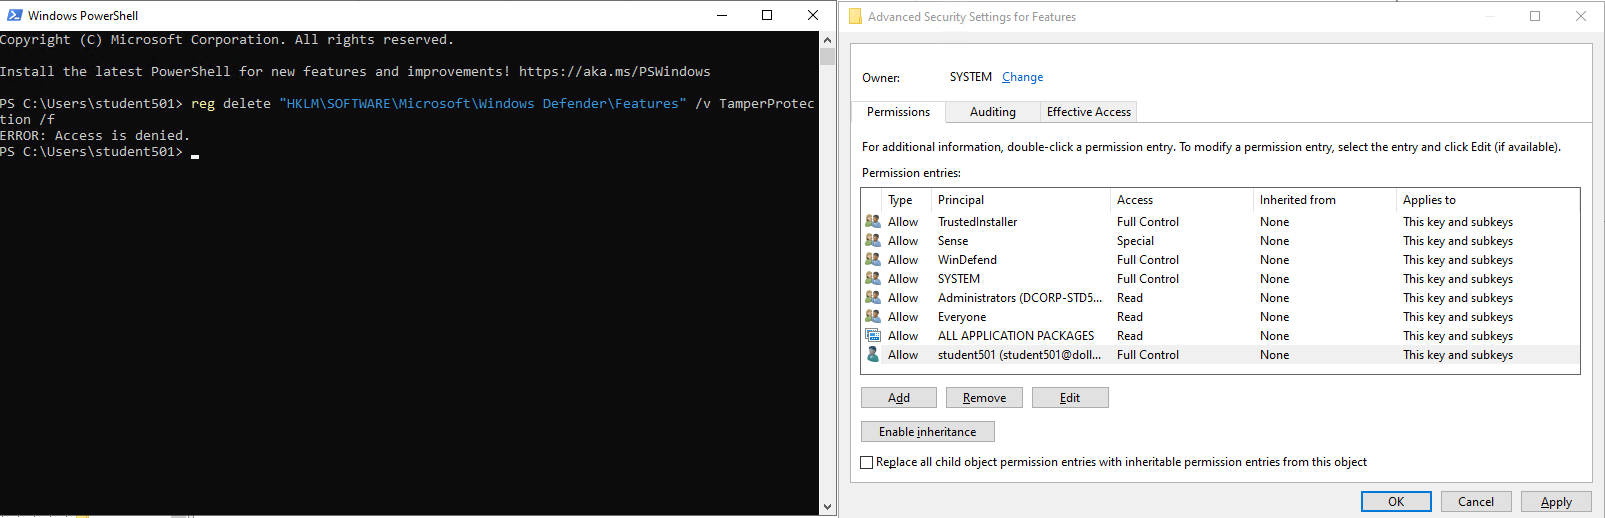 Windows PowerShell
Copyright (C) Microsoft Corporation. All rights reserved.
Install the latest PowerShell for new features and improvements! https://aka.ms/PSWindows
PS C:\Users\student501> reg delete "HKLM\SOFTWARE\Microsoft\Windows Defender\Features" /v TamperProtec
tion /f
ERROR: Access is denied.
PS C:\Users\student501>
Advanced Security Settings for Features
Owner: SYSTEM Change
Permissions Auditing Effective Access
For additional information, double-click a permission entry. To modify a permission entry, select the entry and click Edit (if available).
Permission entries:
Type Principal Access Inherited from Applies to
Allow TrustedInstaller Full Control None This key and subkeys
Allow Sense Special None This key and subkeys
Allow WinDefend Full Control None This key and subkeys
Allow SYSTEM Full Control None This key and subkeys
Allow Administrators (DCORP-STD5... Read None This key and subkeys
Allow Everyone Read None This key and subkeys
Allow ALL APPLICATION PACKAGES Read None This key and subkeys
Allow student501 (student501@doll... Full Control None This key and subkeys
Add Remove Edit
Enable inheritance
Replace all child object permission entries with inheritable permission entries from this object
OK Cancel Apply